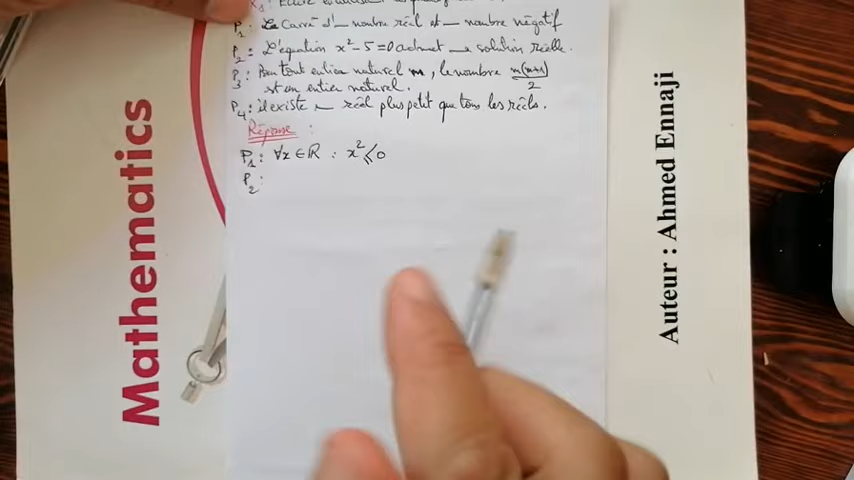 P₁: Le Carré d'un nombre réel est un nombre négatif
P₂: L'équation x² - 5 = 0 admet une solution réelle.
P₃: Pour tout entier naturel n, le nombre n(n+1)/2
est un entier naturel.
P₄: il existe un réel plus petit que tous les réels.
Réponse :
P₁: ∀x ∈ ℝ : x² ⩽ 0
P₂:
Mathematics
Auteur : Ahmed Ennaji